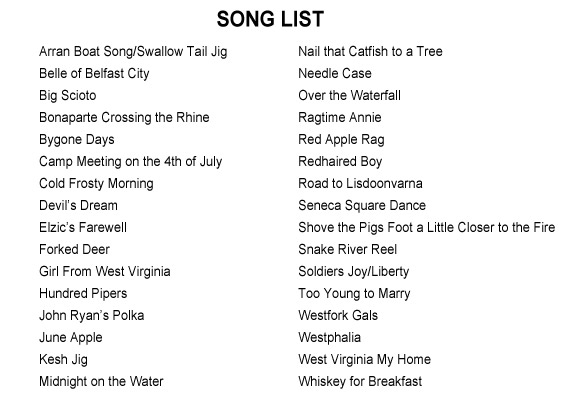 SONG LIST
Arran Boat Song/Swallow Tail Jig
Belle of Belfast City
Big Scioto
Bonaparte Crossing the Rhine
Bygone Days
Camp Meeting on the 4th of July
Cold Frosty Morning
Devil's Dream
Elzic's Farewell
Forked Deer
Girl From West Virginia
Hundred Pipers
John Ryan's Polka
June Apple
Kesh Jig
Midnight on the Water
Nail that Catfish to a Tree
Needle Case
Over the Waterfall
Ragtime Annie
Red Apple Rag
Redhaired Boy
Road to Lisdoonvarna
Seneca Square Dance
Shove the Pigs Foot a Little Closer to the Fire
Snake River Reel
Soldiers Joy/Liberty
Too Young to Marry
Westfork Gals
Westphalia
West Virginia My Home
Whiskey for Breakfast